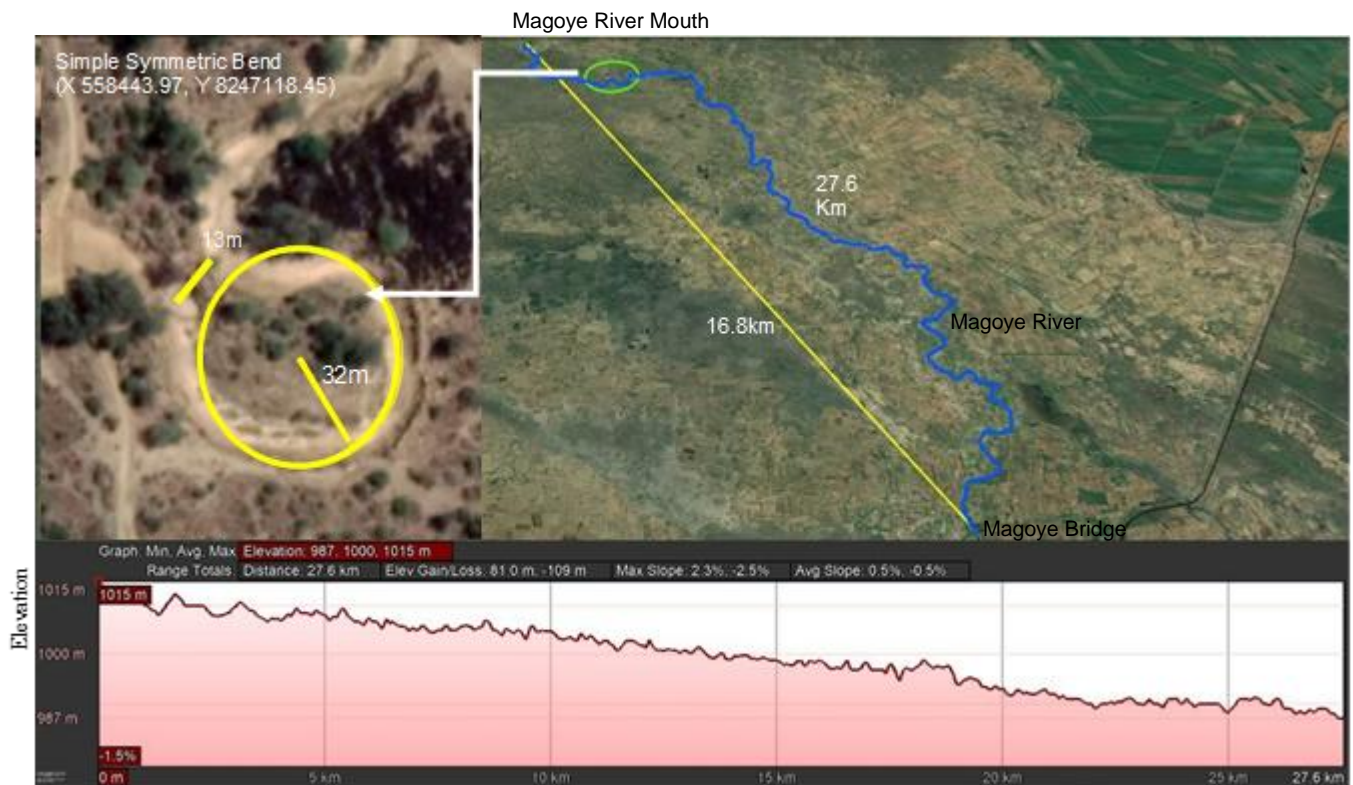 Magoye River Mouth
Simple Symmetric Bend
(X 558443.97, Y 8247118.45)
13m
32m
27.6
Km
16.8km
Magoye River
Magoye Bridge
Graph: Min, Avg, Max Elevation: 987, 1000, 1015 m
Range Totals: Distance: 27.6 km Elev Gain/Loss: 81.0 m, -109 m Max Slope: 2.3%, -2.5% Avg Slope: 0.5%, -0.5%
Elevation
1015 m
1015 m
1000 m
987 m
-1.5%
0 m
5 km
10 km
15 km
20 km
25 km
27.6 km